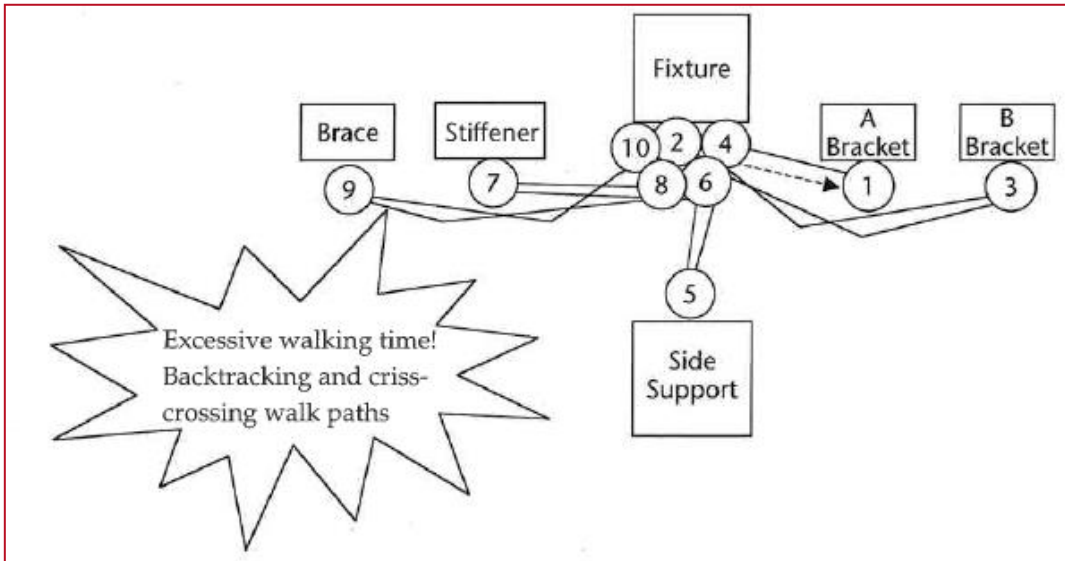 Fixture
Brace
Stiffener
A
Bracket
B
Bracket
10
2
4
9
7
8
6
1
3
5
Side
Support
Excessive walking time!
Backtracking and criss-
crossing walk paths